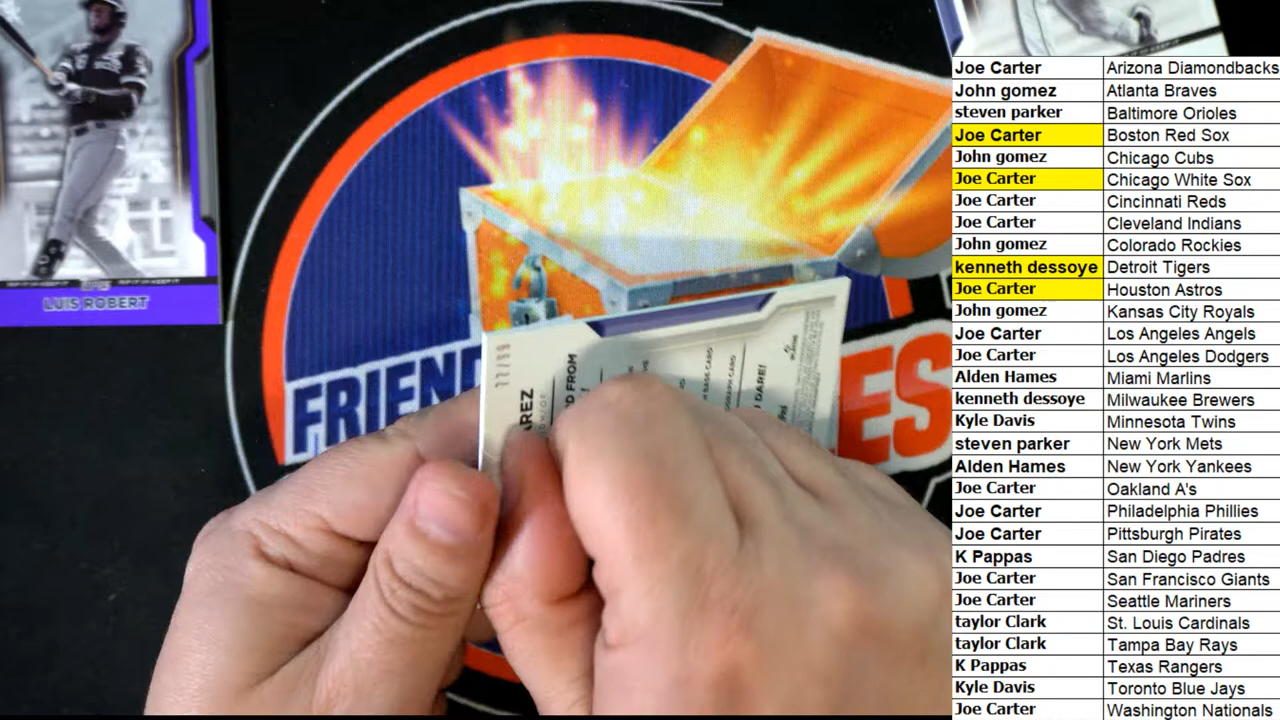 LUIS ROBERT
FRIEN
ES
AREZ
D FROM
BASE CARD
OGRAPH CARD
DARE!
Joe Carter Arizona Diamondbacks
John gomez Atlanta Braves
steven parker Baltimore Orioles
Joe Carter Boston Red Sox
John gomez Chicago Cubs
Joe Carter Chicago White Sox
Joe Carter Cincinnati Reds
Joe Carter Cleveland Indians
John gomez Colorado Rockies
kenneth dessoye Detroit Tigers
Joe Carter Houston Astros
John gomez Kansas City Royals
Joe Carter Los Angeles Angels
Joe Carter Los Angeles Dodgers
Alden Hames Miami Marlins
kenneth dessoye Milwaukee Brewers
Kyle Davis Minnesota Twins
steven parker New York Mets
Alden Hames New York Yankees
Joe Carter Oakland A's
Joe Carter Philadelphia Phillies
Joe Carter Pittsburgh Pirates
K Pappas San Diego Padres
Joe Carter San Francisco Giants
Joe Carter Seattle Mariners
taylor Clark St. Louis Cardinals
taylor Clark Tampa Bay Rays
K Pappas Texas Rangers
Kyle Davis Toronto Blue Jays
Joe Carter Washington Nationals